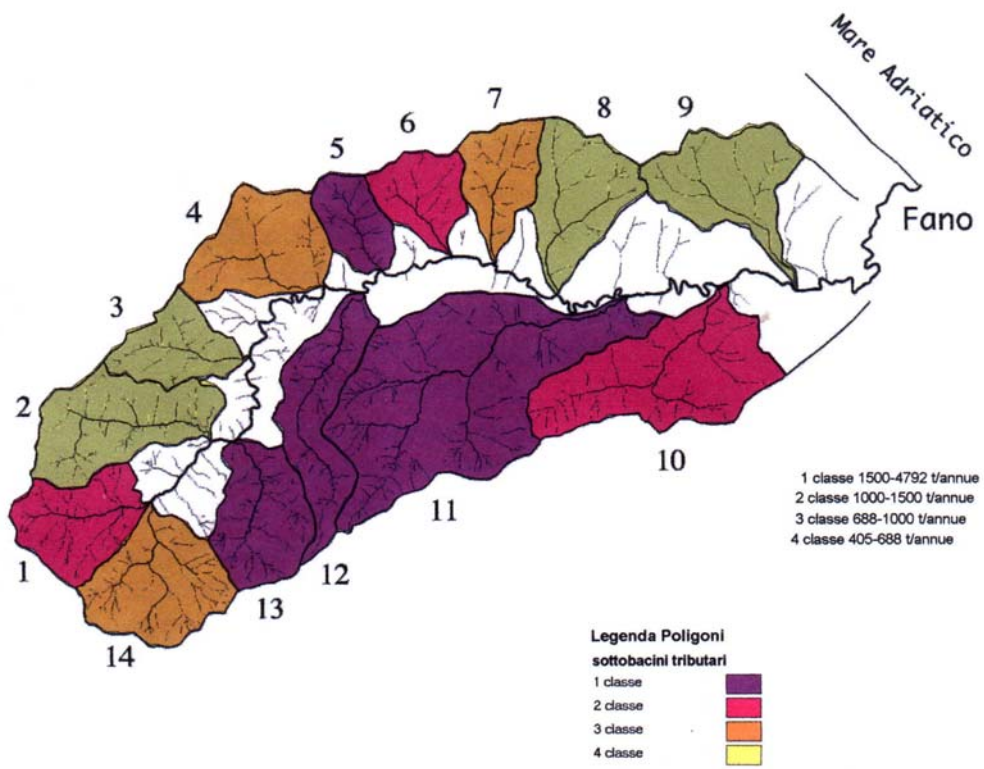 Mare Adriatico
Fano
9
8
7
6
5
4
3
2
1
14
13
12
11
10
1 classe 1500-4792 t/annue
2 classe 1000-1500 t/annue
3 classe 688-1000 t/annue
4 classe 405-688 t/annue
Legenda Poligoni
sottobacini tributari
1 classe
2 classe
3 classe
4 classe